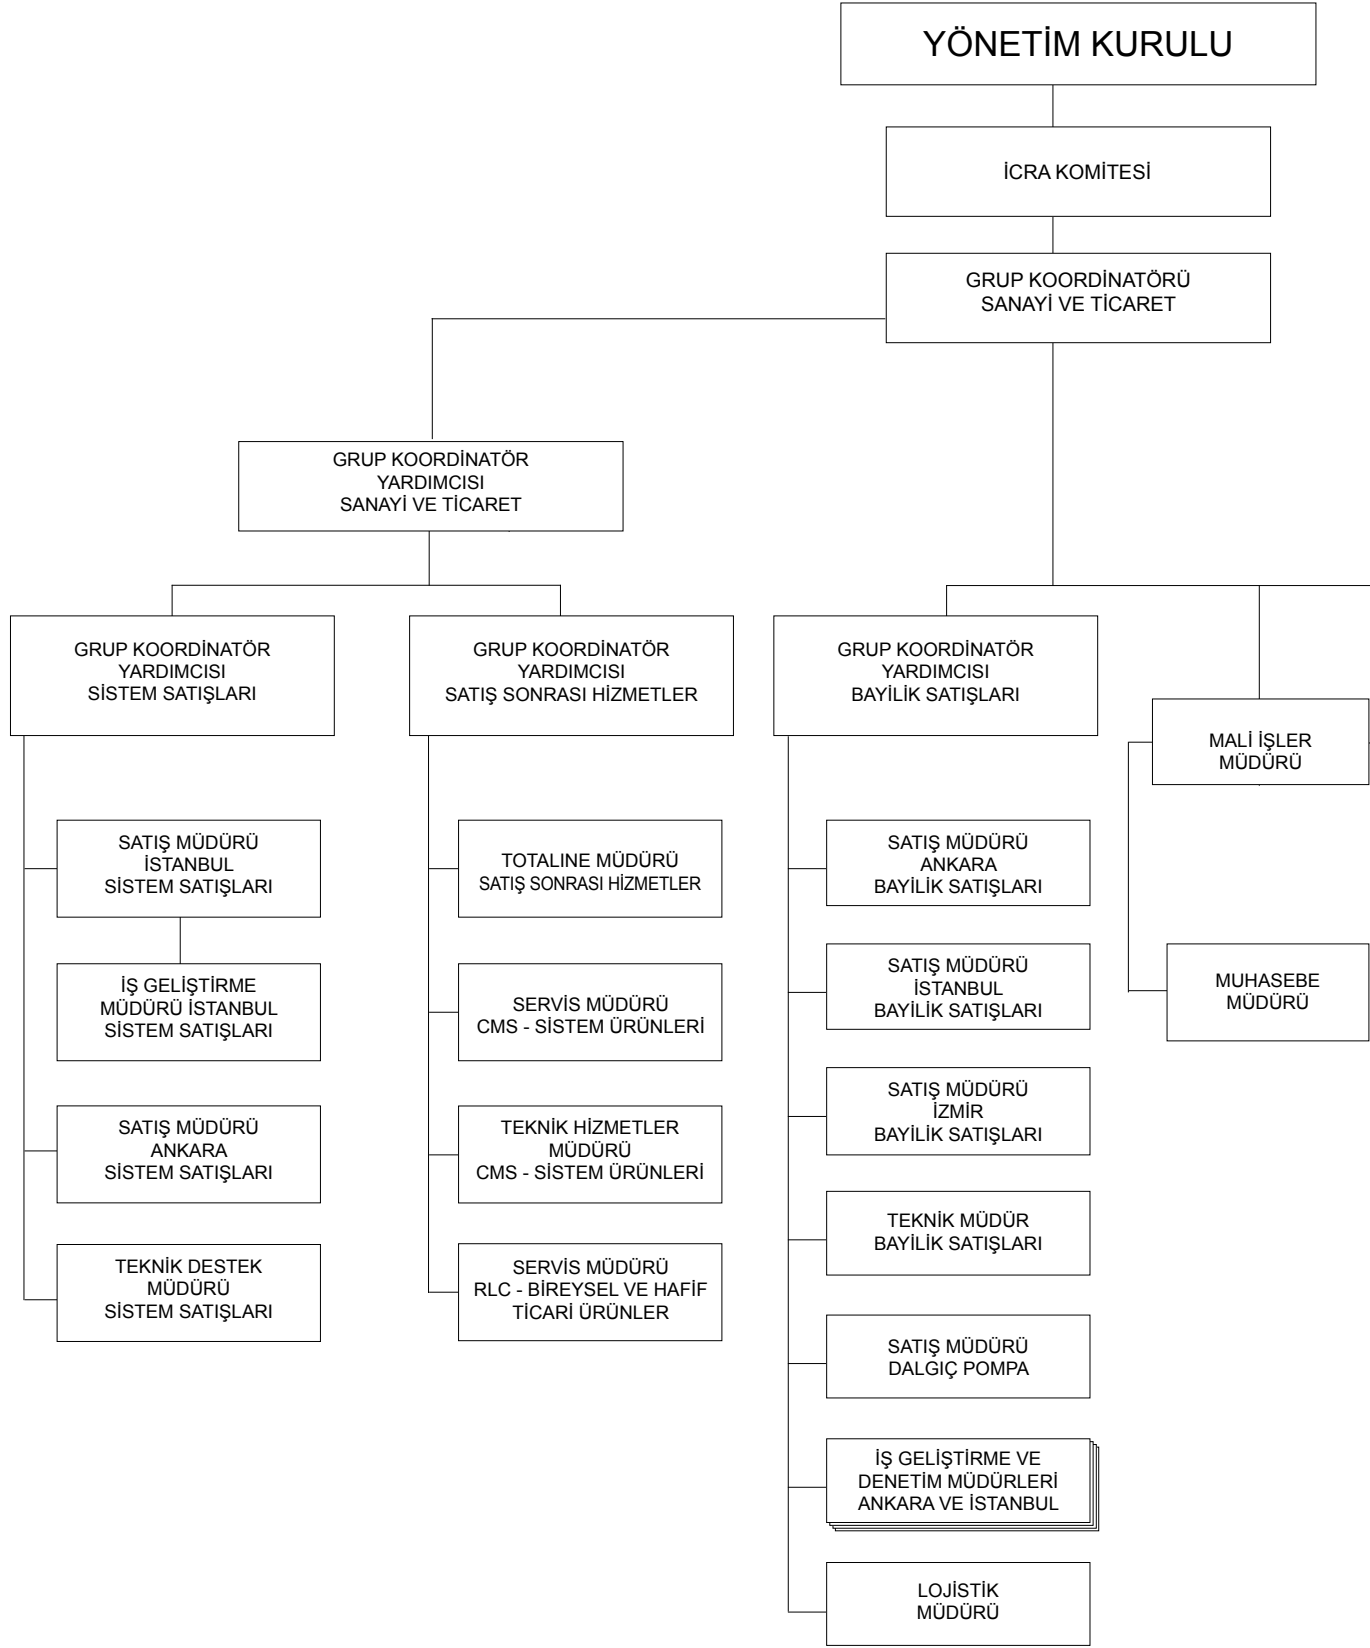 YÖNETİM KURULU
İCRA KOMİTESİ
GRUP KOORDİNATÖRÜ
SANAYİ VE TİCARET
GRUP KOORDİNATÖR
YARDIMCISI
SANAYİ VE TİCARET
GRUP KOORDİNATÖR
YARDIMCISI
SİSTEM SATIŞLARI
SATIŞ MÜDÜRÜ
İSTANBUL
SİSTEM SATIŞLARI
İŞ GELİŞTİRME
MÜDÜRÜ İSTANBUL
SİSTEM SATIŞLARI
SATIŞ MÜDÜRÜ
ANKARA
SİSTEM SATIŞLARI
TEKNİK DESTEK
MÜDÜRÜ
SİSTEM SATIŞLARI
GRUP KOORDİNATÖR
YARDIMCISI
SATIŞ SONRASI HİZMETLER
TOTALINE MÜDÜRÜ
SATIŞ SONRASI HİZMETLER
SERVİS MÜDÜRÜ
CMS - SİSTEM ÜRÜNLERİ
TEKNİK HİZMETLER
MÜDÜRÜ
CMS - SİSTEM ÜRÜNLERİ
SERVİS MÜDÜRÜ
RLC - BİREYSEL VE HAFİF
TİCARİ ÜRÜNLER
GRUP KOORDİNATÖR
YARDIMCISI
BAYİLİK SATIŞLARI
SATIŞ MÜDÜRÜ
ANKARA
BAYİLİK SATIŞLARI
SATIŞ MÜDÜRÜ
İSTANBUL
BAYİLİK SATIŞLARI
SATIŞ MÜDÜRÜ
İZMİR
BAYİLİK SATIŞLARI
TEKNİK MÜDÜR
BAYİLİK SATIŞLARI
SATIŞ MÜDÜRÜ
DALGIÇ POMPA
İŞ GELİŞTİRME VE
DENETİM MÜDÜRLERİ
ANKARA VE İSTANBUL
LOJİSTİK
MÜDÜRÜ
MALİ İŞLER
MÜDÜRÜ
MUHASEBE
MÜDÜRÜ